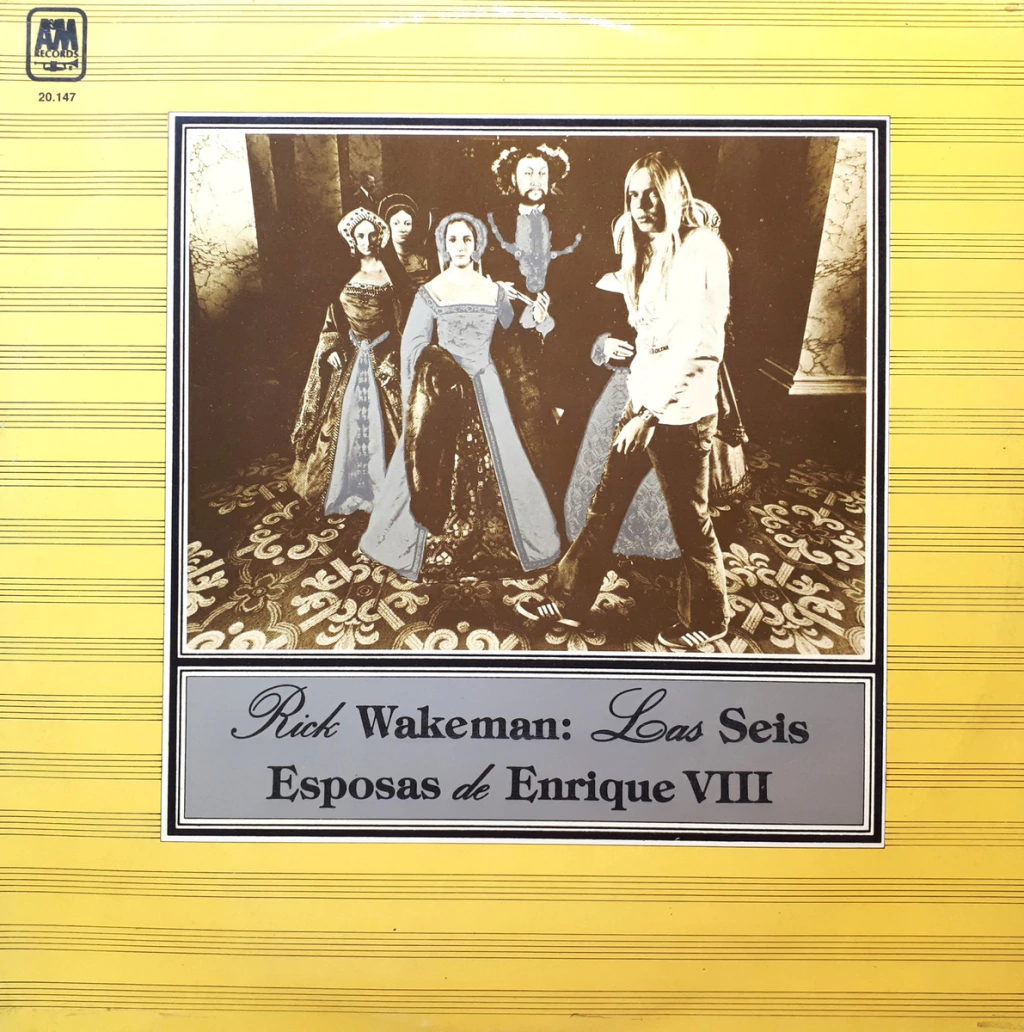 A&M
RECORDS
20.147
Rick Wakeman: Las Seis
Esposas de Enrique VIII